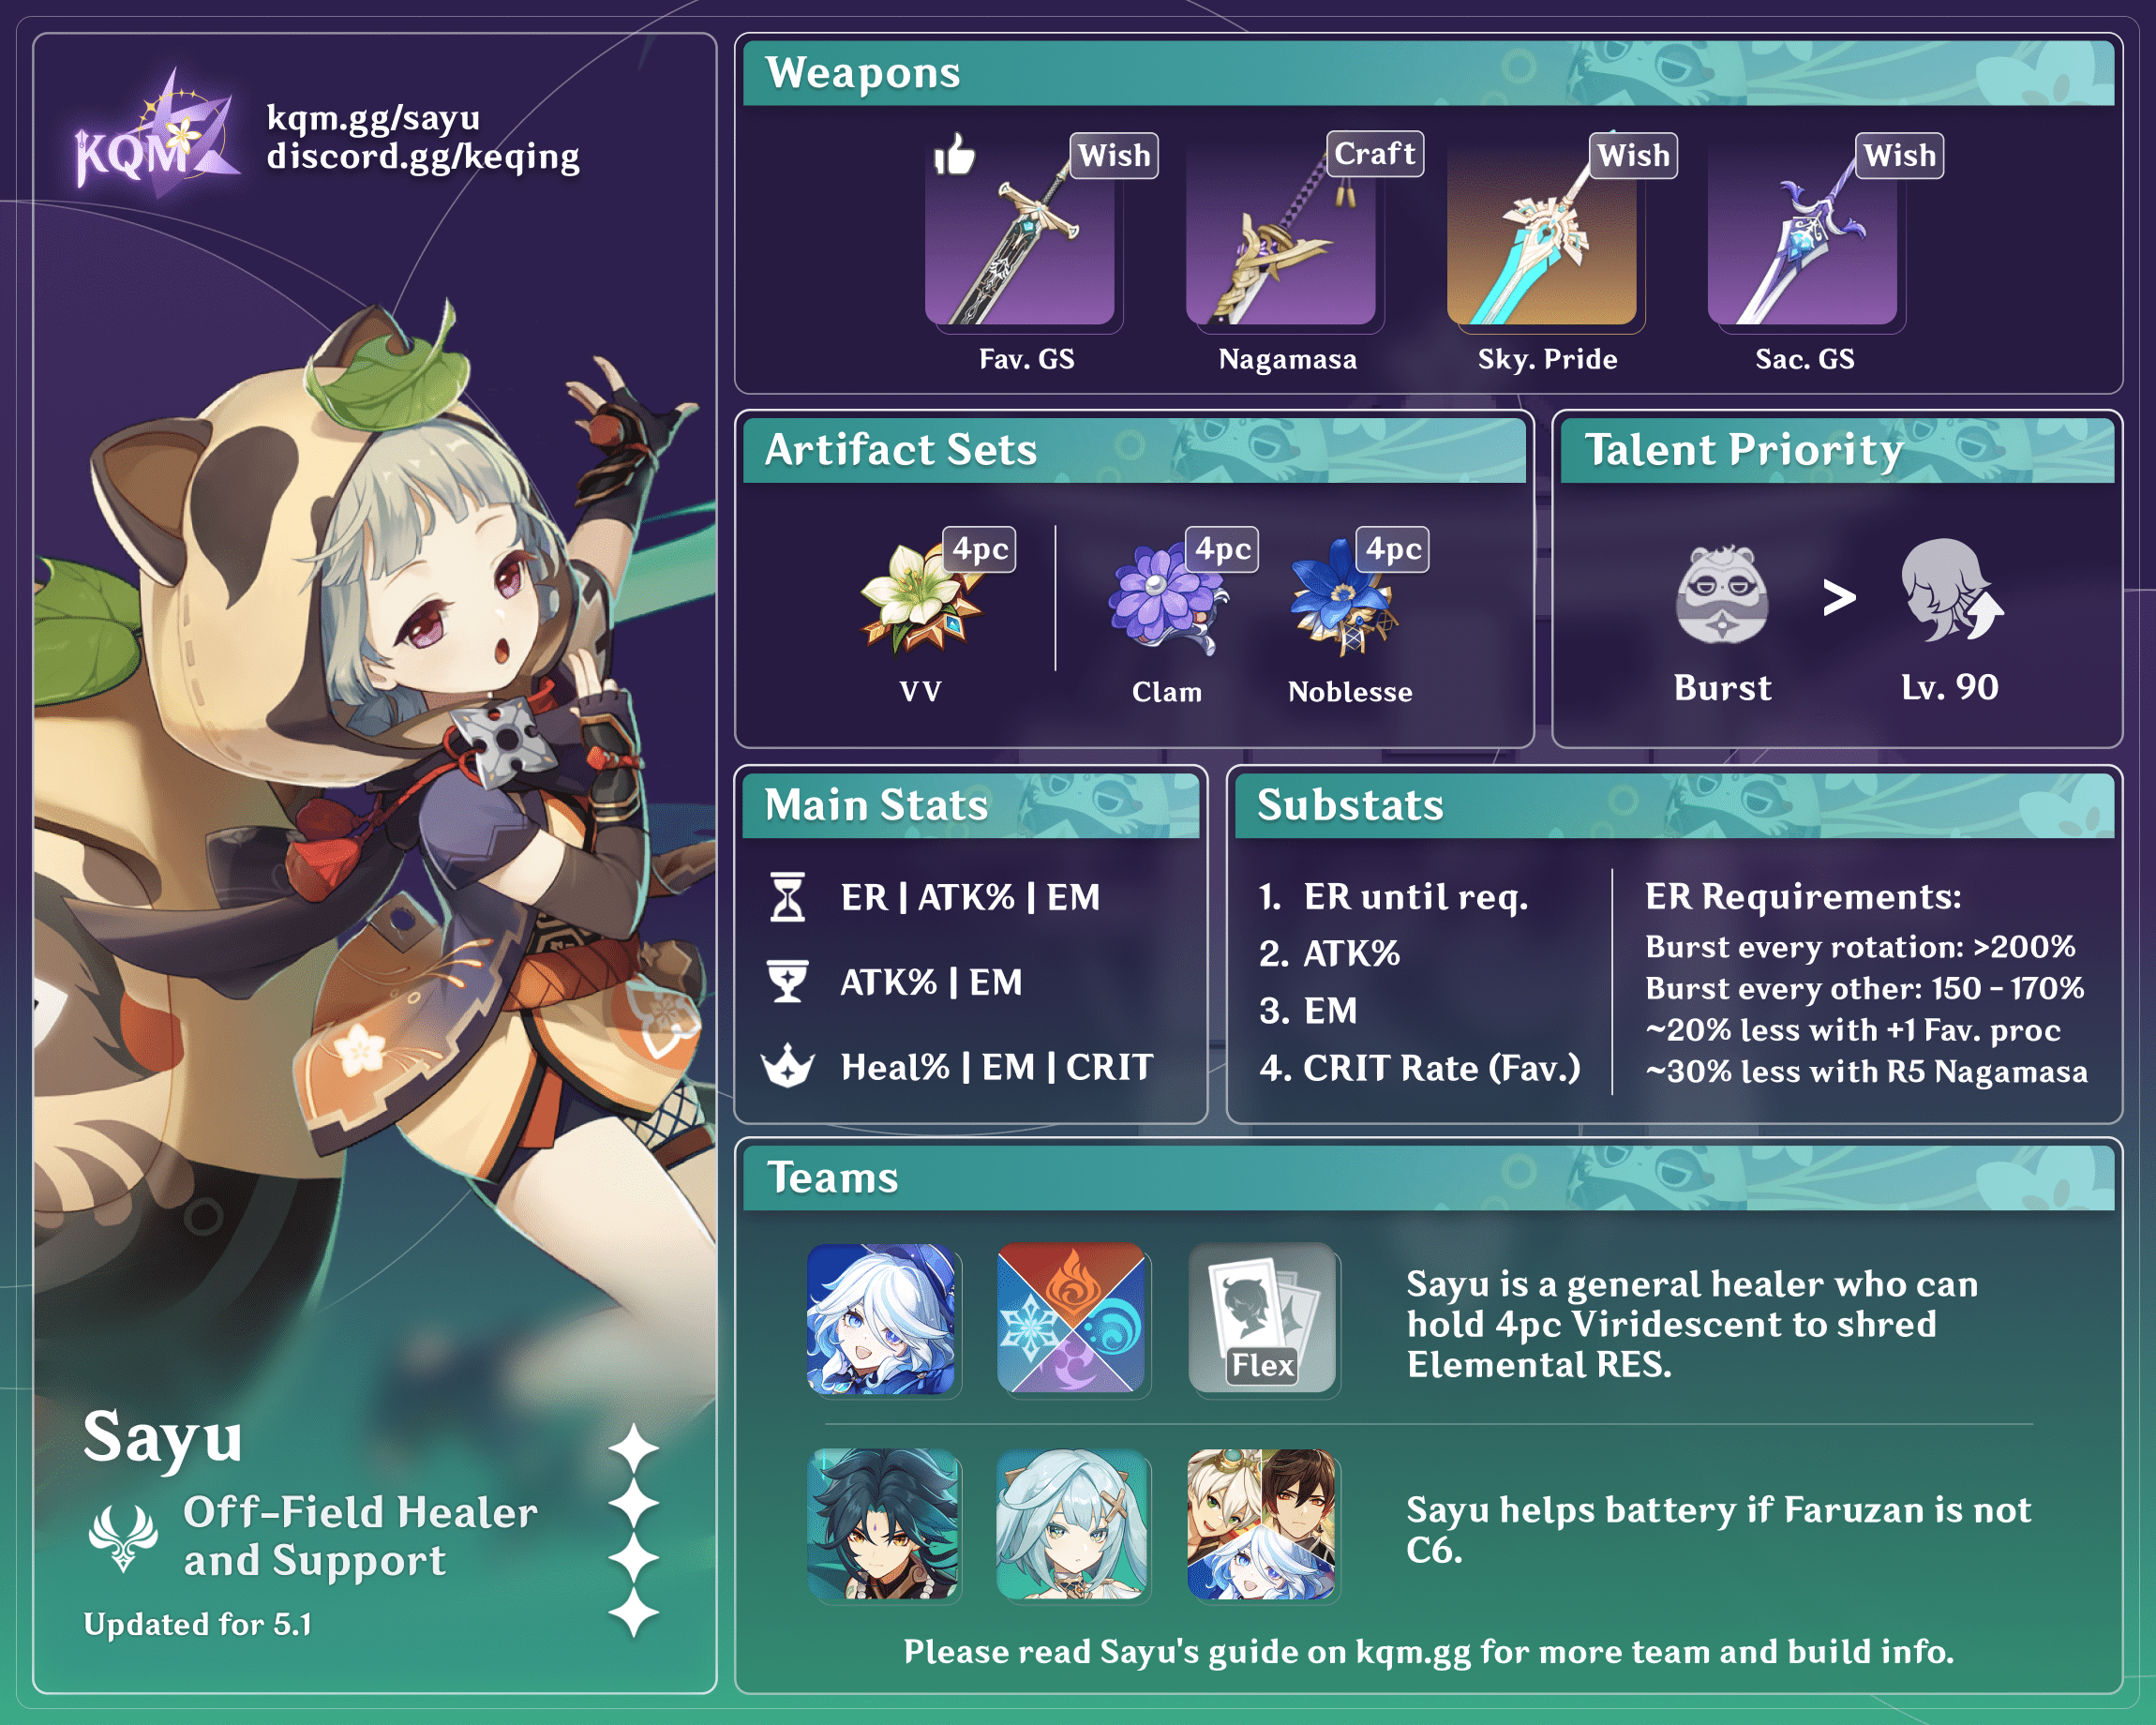 KQM
kqm.gg/sayu
discord.gg/keqing
Sayu
Off-Field Healer
and Support
Updated for 5.1
Weapons
Wish
Fav. GS
Craft
Nagamasa
Wish
Sky. Pride
Wish
Sac. GS
Artifact Sets
4pc
VV
4pc
Clam
4pc
Noblesse
Talent Priority
Burst
>
Lv. 90
Main Stats
ER | ATK% | EM
ATK% | EM
Heal% | EM | CRIT
Substats
1. ER until req.
2. ATK%
3. EM
4. CRIT Rate (Fav.)
ER Requirements:
Burst every rotation: >200%
Burst every other: 150 - 170%
~20% less with +1 Fav. proc
~30% less with R5 Nagamasa
Teams
Flex
Sayu is a general healer who can
hold 4pc Viridescent to shred
Elemental RES.
Sayu helps battery if Faruzan is not
C6.
Please read Sayu's guide on kqm.gg for more team and build info.